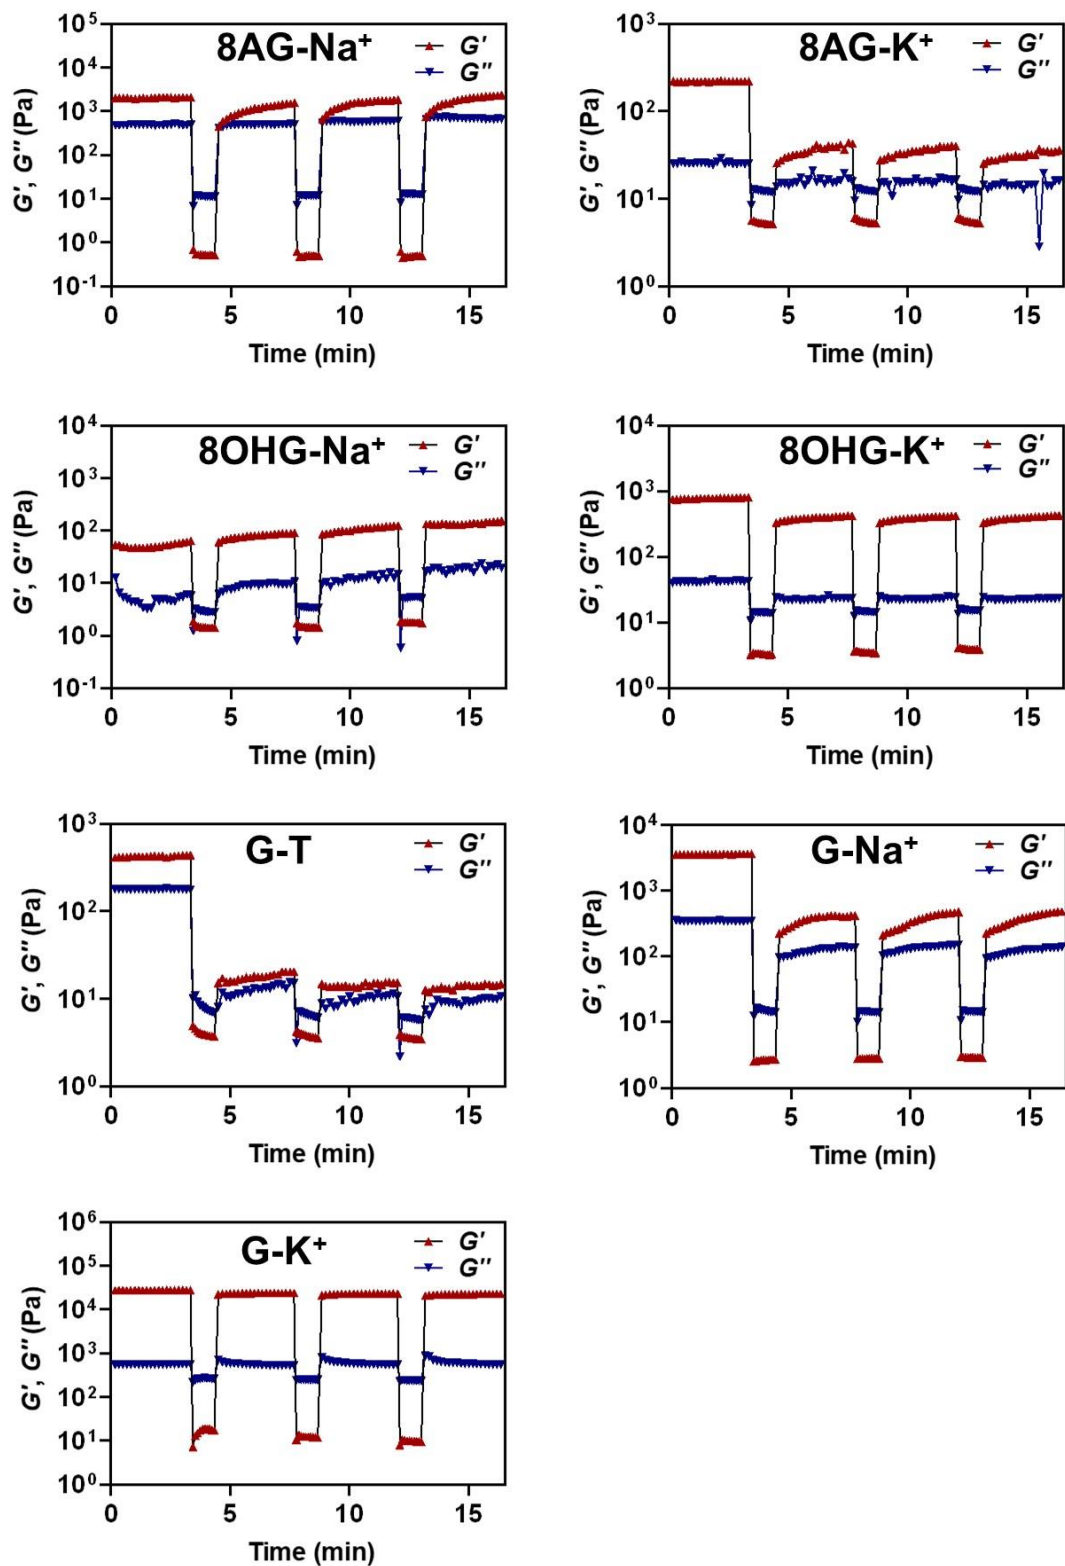 8AG-Na⁺
G′
G″
G′, G″ (Pa)
10⁵
10⁴
10³
10²
10¹
10⁰
10⁻¹
0 5 10 15
Time (min)
8AG-K⁺
G′
G″
G′, G″ (Pa)
10³
10²
10¹
10⁰
0 5 10 15
Time (min)
8OHG-Na⁺
G′
G″
G′, G″ (Pa)
10⁴
10³
10²
10¹
10⁰
10⁻¹
0 5 10 15
Time (min)
8OHG-K⁺
G′
G″
G′, G″ (Pa)
10⁴
10³
10²
10¹
10⁰
0 5 10 15
Time (min)
G-T
G′
G″
G′, G″ (Pa)
10³
10²
10¹
10⁰
0 5 10 15
Time (min)
G-Na⁺
G′
G″
G′, G″ (Pa)
10⁴
10³
10²
10¹
10⁰
0 5 10 15
Time (min)
G-K⁺
G′
G″
G′, G″ (Pa)
10⁶
10⁵
10⁴
10³
10²
10¹
10⁰
0 5 10 15
Time (min)